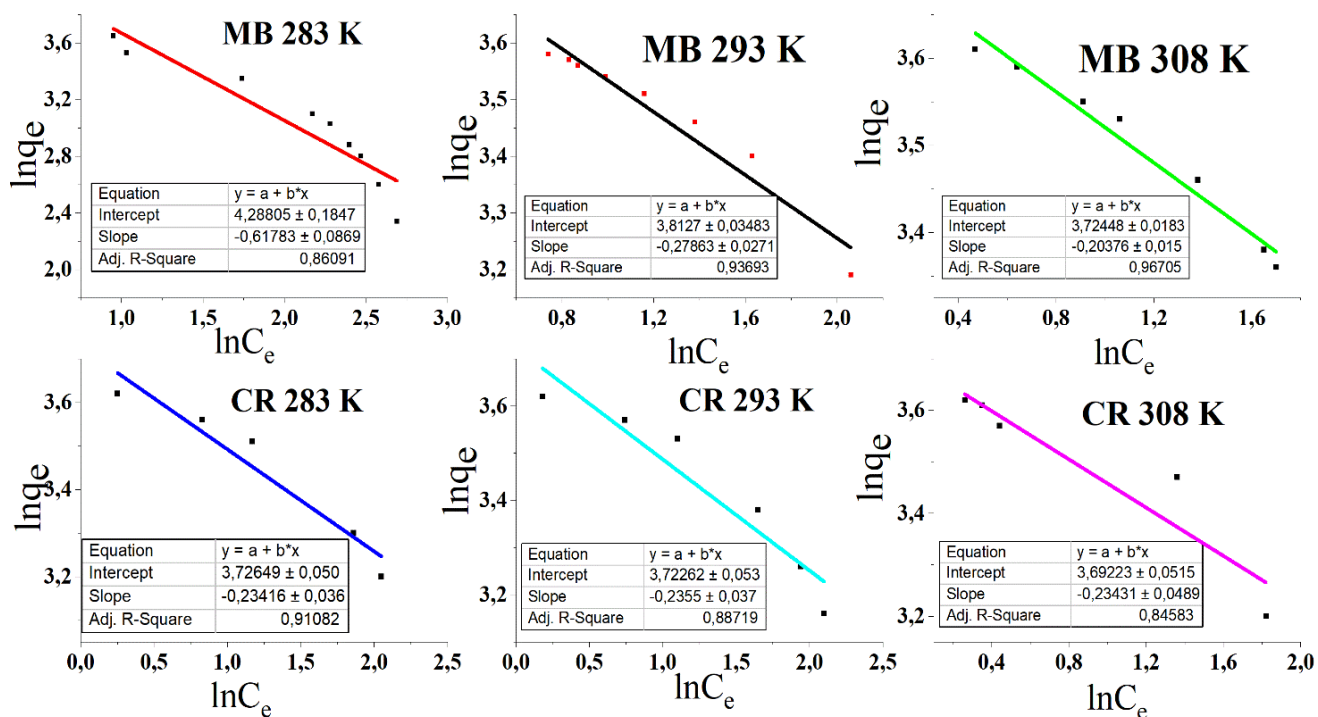 MB 283 K
lnqe
3,6
3,2
2,8
2,4
2,0
Equation y = a + b*x
Intercept 4,28805 ± 0,1847
Slope -0,61783 ± 0,0869
Adj. R-Square 0,86091
1,0 1,5 2,0 2,5 3,0
lnCe
MB 293 K
lnqe
3,6
3,5
3,4
3,3
3,2
Equation y = a + b*x
Intercept 3,8127 ± 0,03483
Slope -0,27863 ± 0,0271
Adj. R-Square 0,93693
0,8 1,2 1,6 2,0
lnCe
MB 308 K
lnqe
3,6
3,5
3,4
Equation y = a + b*x
Intercept 3,72448 ± 0,0183
Slope -0,20376 ± 0,015
Adj. R-Square 0,96705
0,4 0,8 1,2 1,6
lnCe
CR 283 K
lnqe
3,6
3,4
3,2
Equation y = a + b*x
Intercept 3,72649 ± 0,050
Slope -0,23416 ± 0,036
Adj. R-Square 0,91082
0,0 0,5 1,0 1,5 2,0 2,5
lnCe
CR 293 K
lnqe
3,6
3,4
3,2
Equation y = a + b*x
Intercept 3,72262 ± 0,053
Slope -0,2355 ± 0,037
Adj. R-Square 0,88719
0,0 0,5 1,0 1,5 2,0 2,5
lnCe
CR 308 K
lnqe
3,6
3,4
3,2
Equation y = a + b*x
Intercept 3,69223 ± 0,0515
Slope -0,23431 ± 0,0489
Adj. R-Square 0,84583
0,4 0,8 1,2 1,6 2,0
lnCe